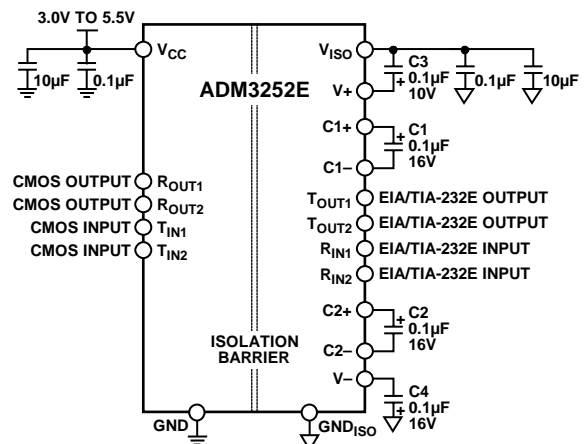 3.0V TO 5.5V
10µF
0.1µF
VCC
ADM3252E
VISO
V+
C3
0.1µF
10V
0.1µF
10µF
C1+
C1–
C1
0.1µF
16V
CMOS OUTPUT ROUT1
CMOS OUTPUT ROUT2
CMOS INPUT TIN1
CMOS INPUT TIN2
TOUT1 EIA/TIA-232E OUTPUT
TOUT2 EIA/TIA-232E OUTPUT
RIN1 EIA/TIA-232E INPUT
RIN2 EIA/TIA-232E INPUT
ISOLATION
BARRIER
C2+
C2–
C2
0.1µF
16V
V–
C4
0.1µF
16V
GND
GNDISO
+
+
+
+